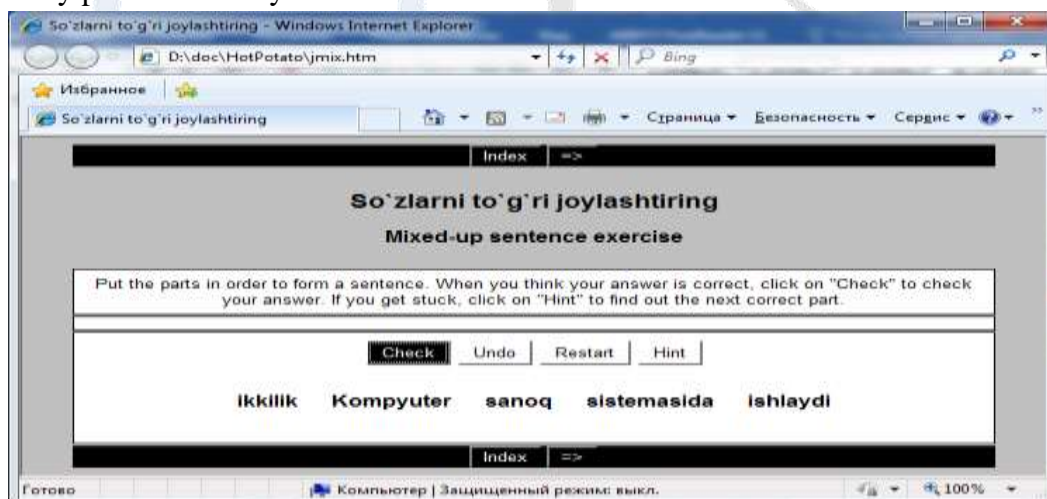 So'zlarni to'g'ri joylashtiring - Windows Internet Explorer
D:\doc\HotPotato\jmix.htm
Bing
Избранное
So'zlarni to'g'ri joylashtiring
Страница
Безопасность
Сервис
Index =>
So`zlarni to`g`ri joylashtiring
Mixed-up sentence exercise
Put the parts in order to form a sentence. When you think your answer is correct, click on "Check" to check
your answer. If you get stuck, click on "Hint" to find out the next correct part.
Check Undo Restart Hint
ikkilik Kompyuter sanoq sistemasida ishlaydi
Index =>
Готово
Компьютер | Защищенный режим: выкл.
100%